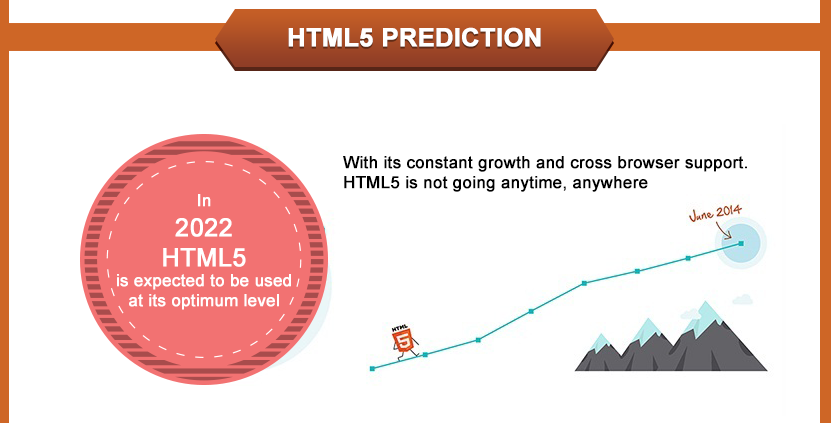 HTML5 PREDICTION
With its constant growth and cross browser support.
HTML5 is not going anytime, anywhere
In
2022
HTML5
is expected to be used
at its optimum level
June 2014
HTML
5